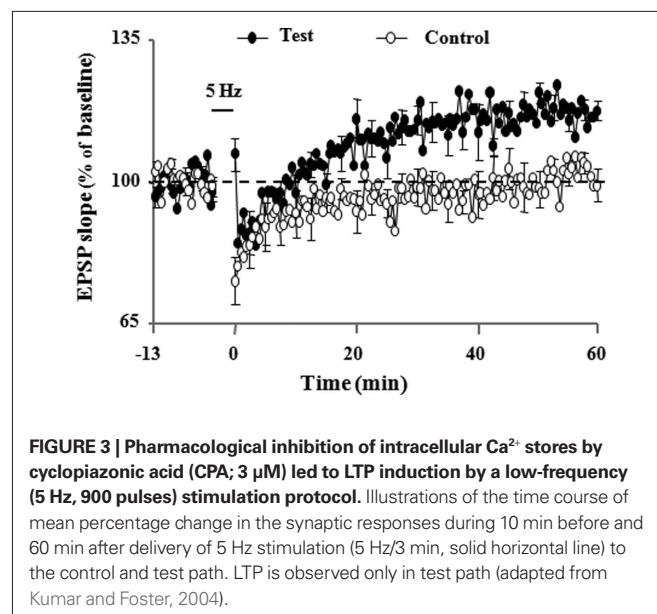 135
Test
Control
5 Hz
100
65
EPSP slope (% of baseline)
-13
0
20
40
60
Time (min)
FIGURE 3 | Pharmacological inhibition of intracellular Ca²⁺ stores by
cyclopiazonic acid (CPA; 3 µM) led to LTP induction by a low-frequency
(5 Hz, 900 pulses) stimulation protocol. Illustrations of the time course of
mean percentage change in the synaptic responses during 10 min before and
60 min after delivery of 5 Hz stimulation (5 Hz/3 min, solid horizontal line) to
the control and test path. LTP is observed only in test path (adapted from
Kumar and Foster, 2004).